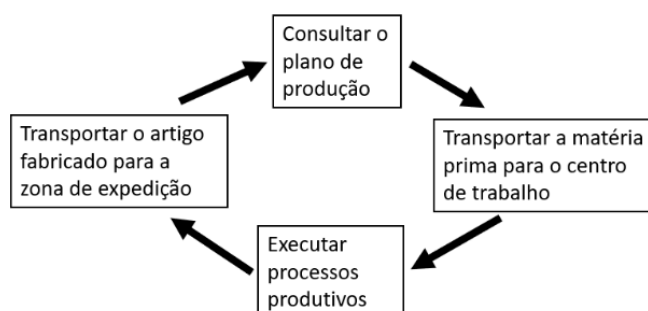 Consultar o
plano de
produção
Transportar a matéria
prima para o centro
de trabalho
Executar
processos
produtivos
Transportar o artigo
fabricado para a
zona de expedição